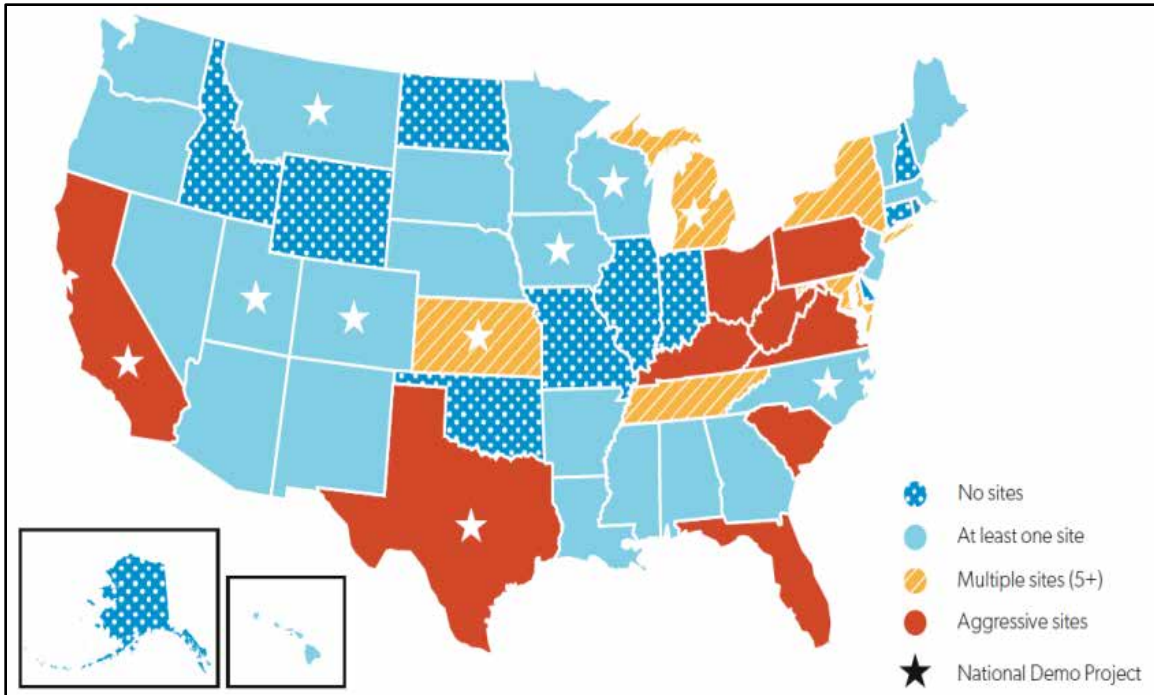 No sites
At least one site
Multiple sites (5+)
Aggressive sites
National Demo Project